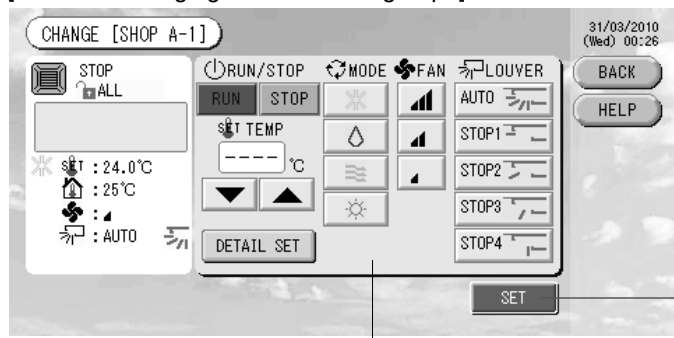 CHANGE [SHOP A-1]
31/03/2010
(Wed) 00:26
STOP
ALL
SET : 24.0℃
: 25℃
:
: AUTO
RUN/STOP
RUN STOP
SET TEMP
---- ℃
DETAIL SET
MODE
FAN
LOUVER
AUTO
STOP1
STOP2
STOP3
STOP4
BACK
HELP
SET